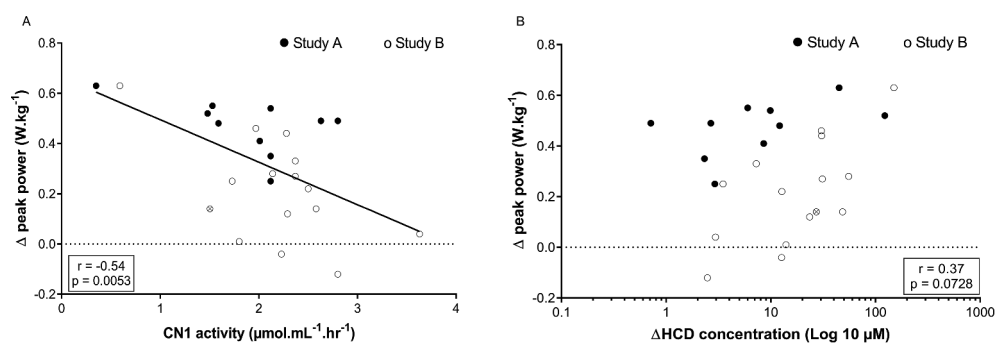 A
Study A
Study B
0.8
0.6
0.4
0.2
0.0
-0.2
Δ peak power (W.kg-1)
r = -0.54
p = 0.0053
0
1
2
3
4
CN1 activity (μmol.mL-1.hr-1)
B
Study A
Study B
0.8
0.6
0.4
0.2
0.0
-0.2
Δ peak power (W.kg-1)
r = 0.37
p = 0.0728
0.1
1
10
100
1000
ΔHCD concentration (Log 10 μM)